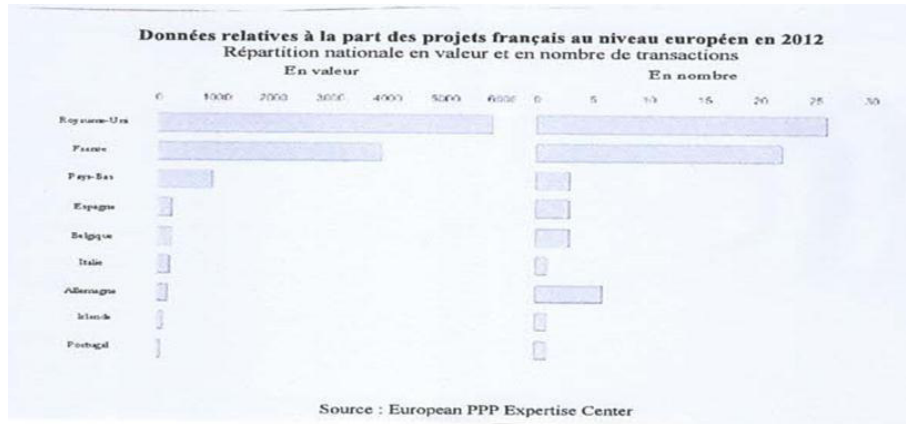 Données relatives à la part des projets français au niveau européen en 2012
Répartition nationale en valeur et en nombre de transactions
En valeur
En nombre
0 1000 2000 3000 4000 5000 6000 0 5 10 15 20 25 30
Royaume-Uni
France
Pays-Bas
Espagne
Belgique
Italie
Allemagne
Irlande
Portugal
Source : European PPP Expertise Center